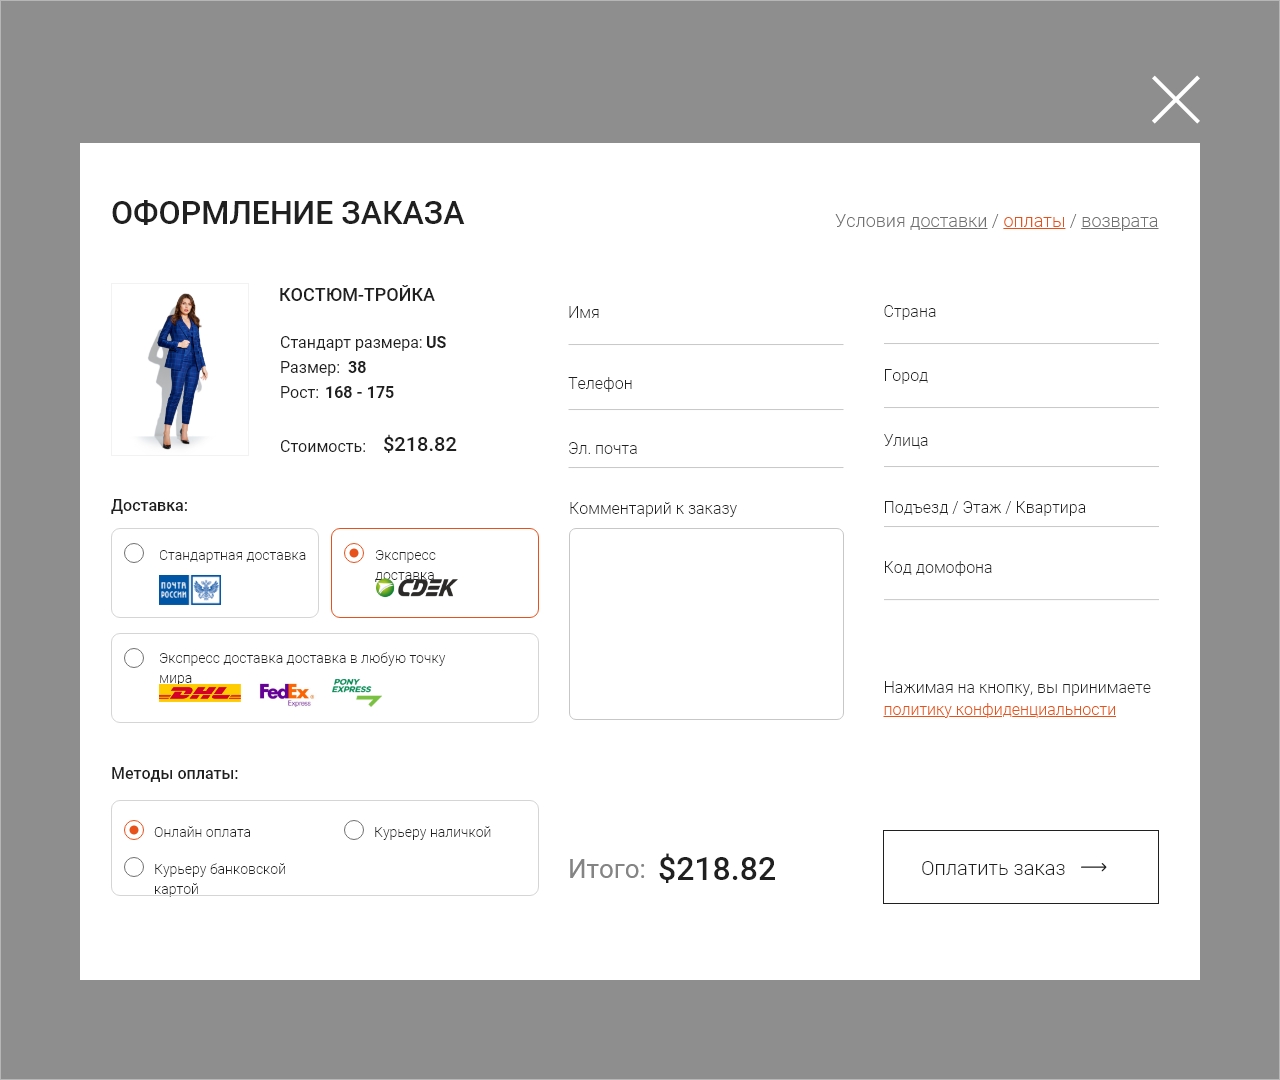 ОФОРМЛЕНИЕ ЗАКАЗА
Условия доставки / оплаты / возврата
КОСТЮМ-ТРОЙКА
Стандарт размера: US
Размер: 38
Рост: 168 - 175
Стоимость: $218.82
Доставка:
Стандартная доставка
ПОЧТА
РОССИИ
Экспресс
доставка
CDEK
Экспресс доставка доставка в любую точку
мира
DHL
FedEx
Express
PONY
EXPRESS
Методы оплаты:
Онлайн оплата
Курьеру наличкой
Курьеру банковской
картой
Имя
Телефон
Эл. почта
Комментарий к заказу
Итого: $218.82
Страна
Город
Улица
Подъезд / Этаж / Квартира
Код домофона
Нажимая на кнопку, вы принимаете
политику конфиденциальности
Оплатить заказ